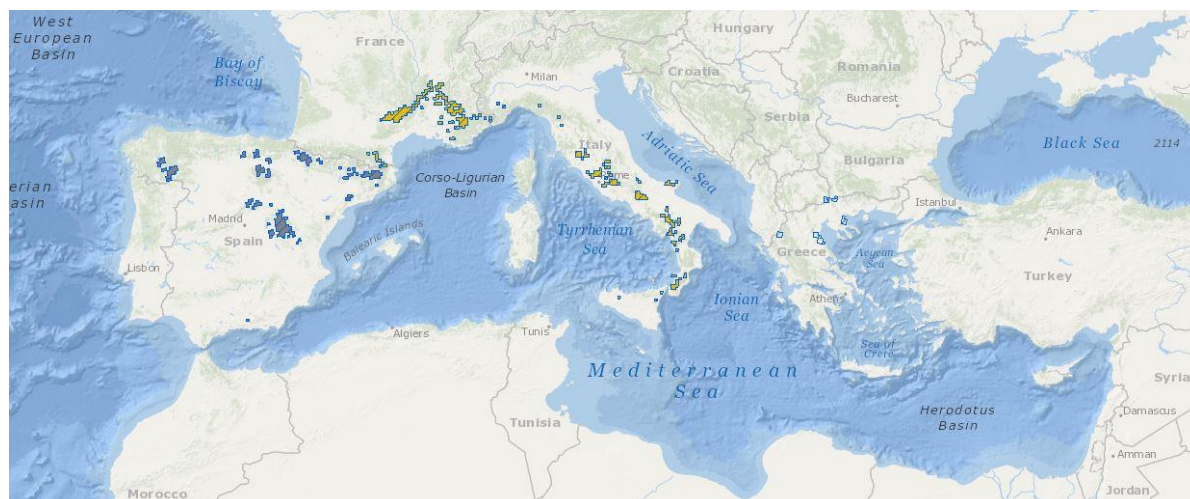 West
European
Basin
Bay of
Biscay
France
Milan
Hungary
Croatia
Romania
Bucharest
Serbia
Black Sea
2114
Italy
Adriatic Sea
Bulgaria
Istanbul
Corso-Ligurian
Basin
Madrid
Spain
Balearic Islands
Tyrrhenian
Sea
Lisbon
Greece
Aegean
Sea
Ankara
Turkey
Ionian
Sea
Athens
Sea of
Crete
Algiers
Tunis
Mediterranean
Sea
Herodotus
Basin
Tunisia
Syria
Damascus
Amman
Jordan
Morocco